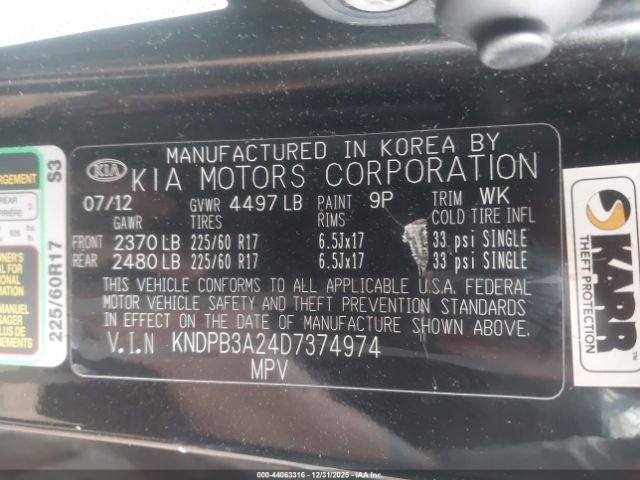 MANUFACTURED IN KOREA BY
KIA KIA MOTORS CORPORATION
07/12 GVWR 4497 LB PAINT 9P TRIM WK
GAWR TIRES RIMS COLD TIRE INFL
FRONT 2370 LB 225/60 R17 6.5Jx17 33 psi SINGLE
REAR 2480 LB 225/60 R17 6.5Jx17 33 psi SINGLE
THIS VEHICLE CONFORMS TO ALL APPLICABLE U.S.A. FEDERAL
MOTOR VEHICLE SAFETY AND THEFT PREVENTION STANDARDS
IN EFFECT ON THE DATE OF MANUFACTURE SHOWN ABOVE.
V.I.N KNDPB3A24D7374974
MPV
S3
225/60R17
KARR
THEFT PROTECTION
000-44063316 - 12/31/2025 - Copyright IAA, LLC.